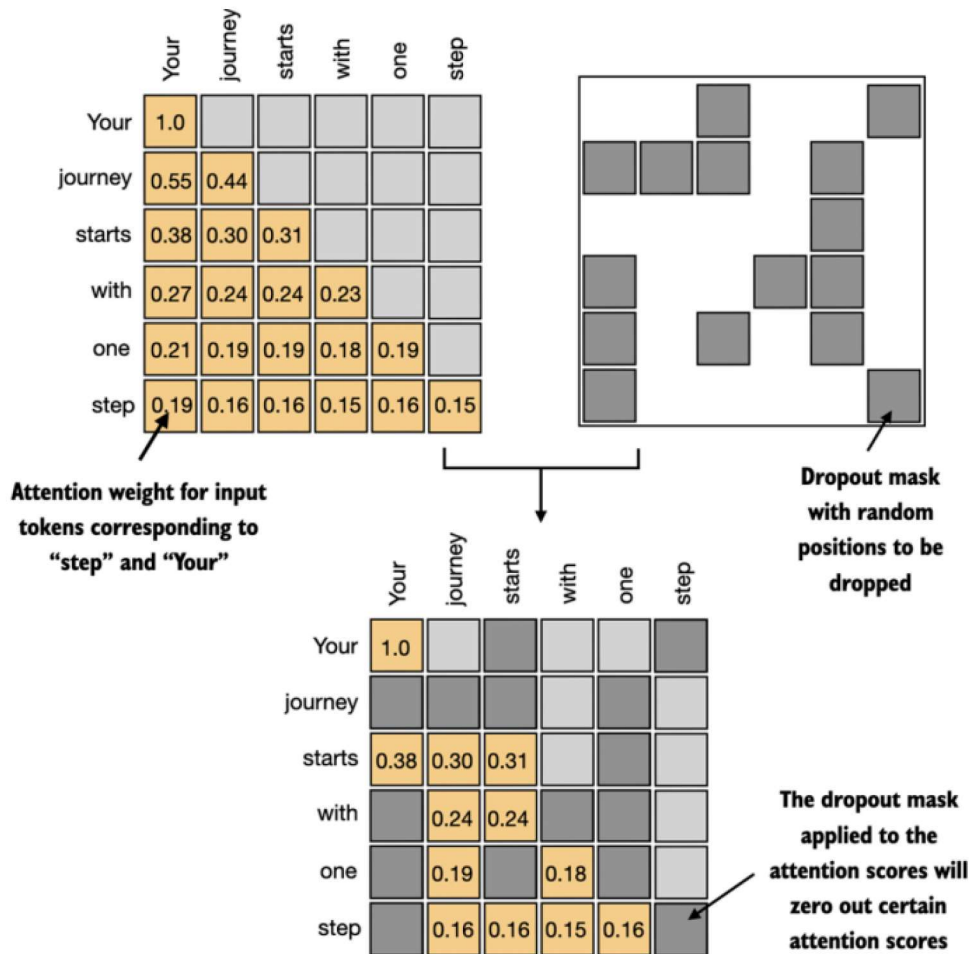 Your journey starts with one step
Your 1.0
journey 0.55 0.44
starts 0.38 0.30 0.31
with 0.27 0.24 0.24 0.23
one 0.21 0.19 0.19 0.18 0.19
step 0.19 0.16 0.16 0.15 0.16 0.15
Attention weight for input
tokens corresponding to
“step” and “Your”
Dropout mask
with random
positions to be
dropped
Your journey starts with one step
Your 1.0
journey
starts 0.38 0.30 0.31
with 0.24 0.24
one 0.19 0.18
step 0.16 0.16 0.15 0.16
The dropout mask
applied to the
attention scores will
zero out certain
attention scores